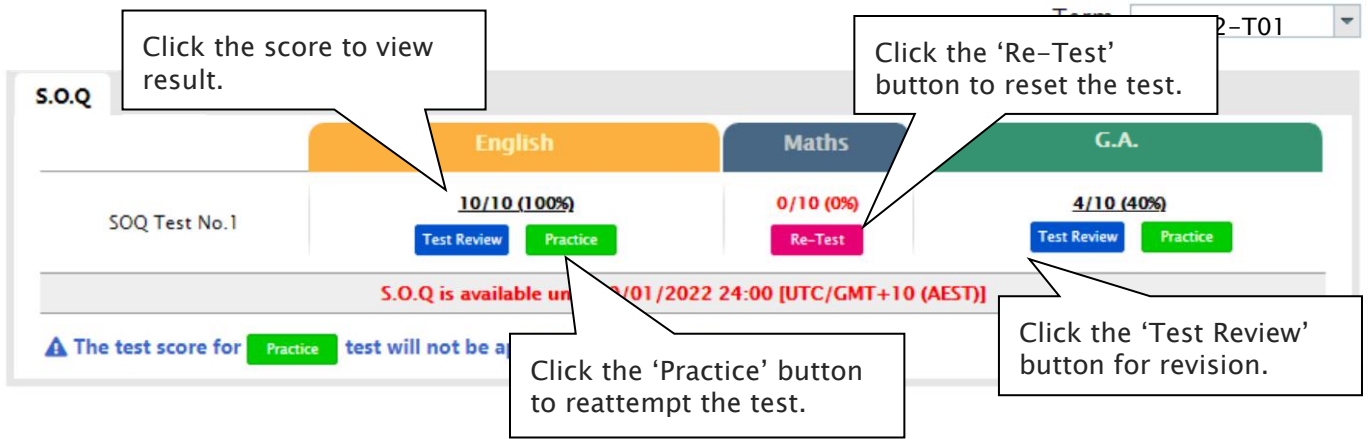 Term
2-T01
Click the score to view
result.
Click the ‘Re-Test’
button to reset the test.
S.O.Q
English
Maths
G.A.
SOQ Test No.1
10/10 (100%)
0/10 (0%)
4/10 (40%)
Test Review
Practice
Re-Test
Test Review
Practice
S.O.Q is available un /01/2022 24:00 [UTC/GMT+10 (AEST)]
The test score for Practice test will not be
Click the ‘Practice’ button
to reattempt the test.
Click the ‘Test Review’
button for revision.